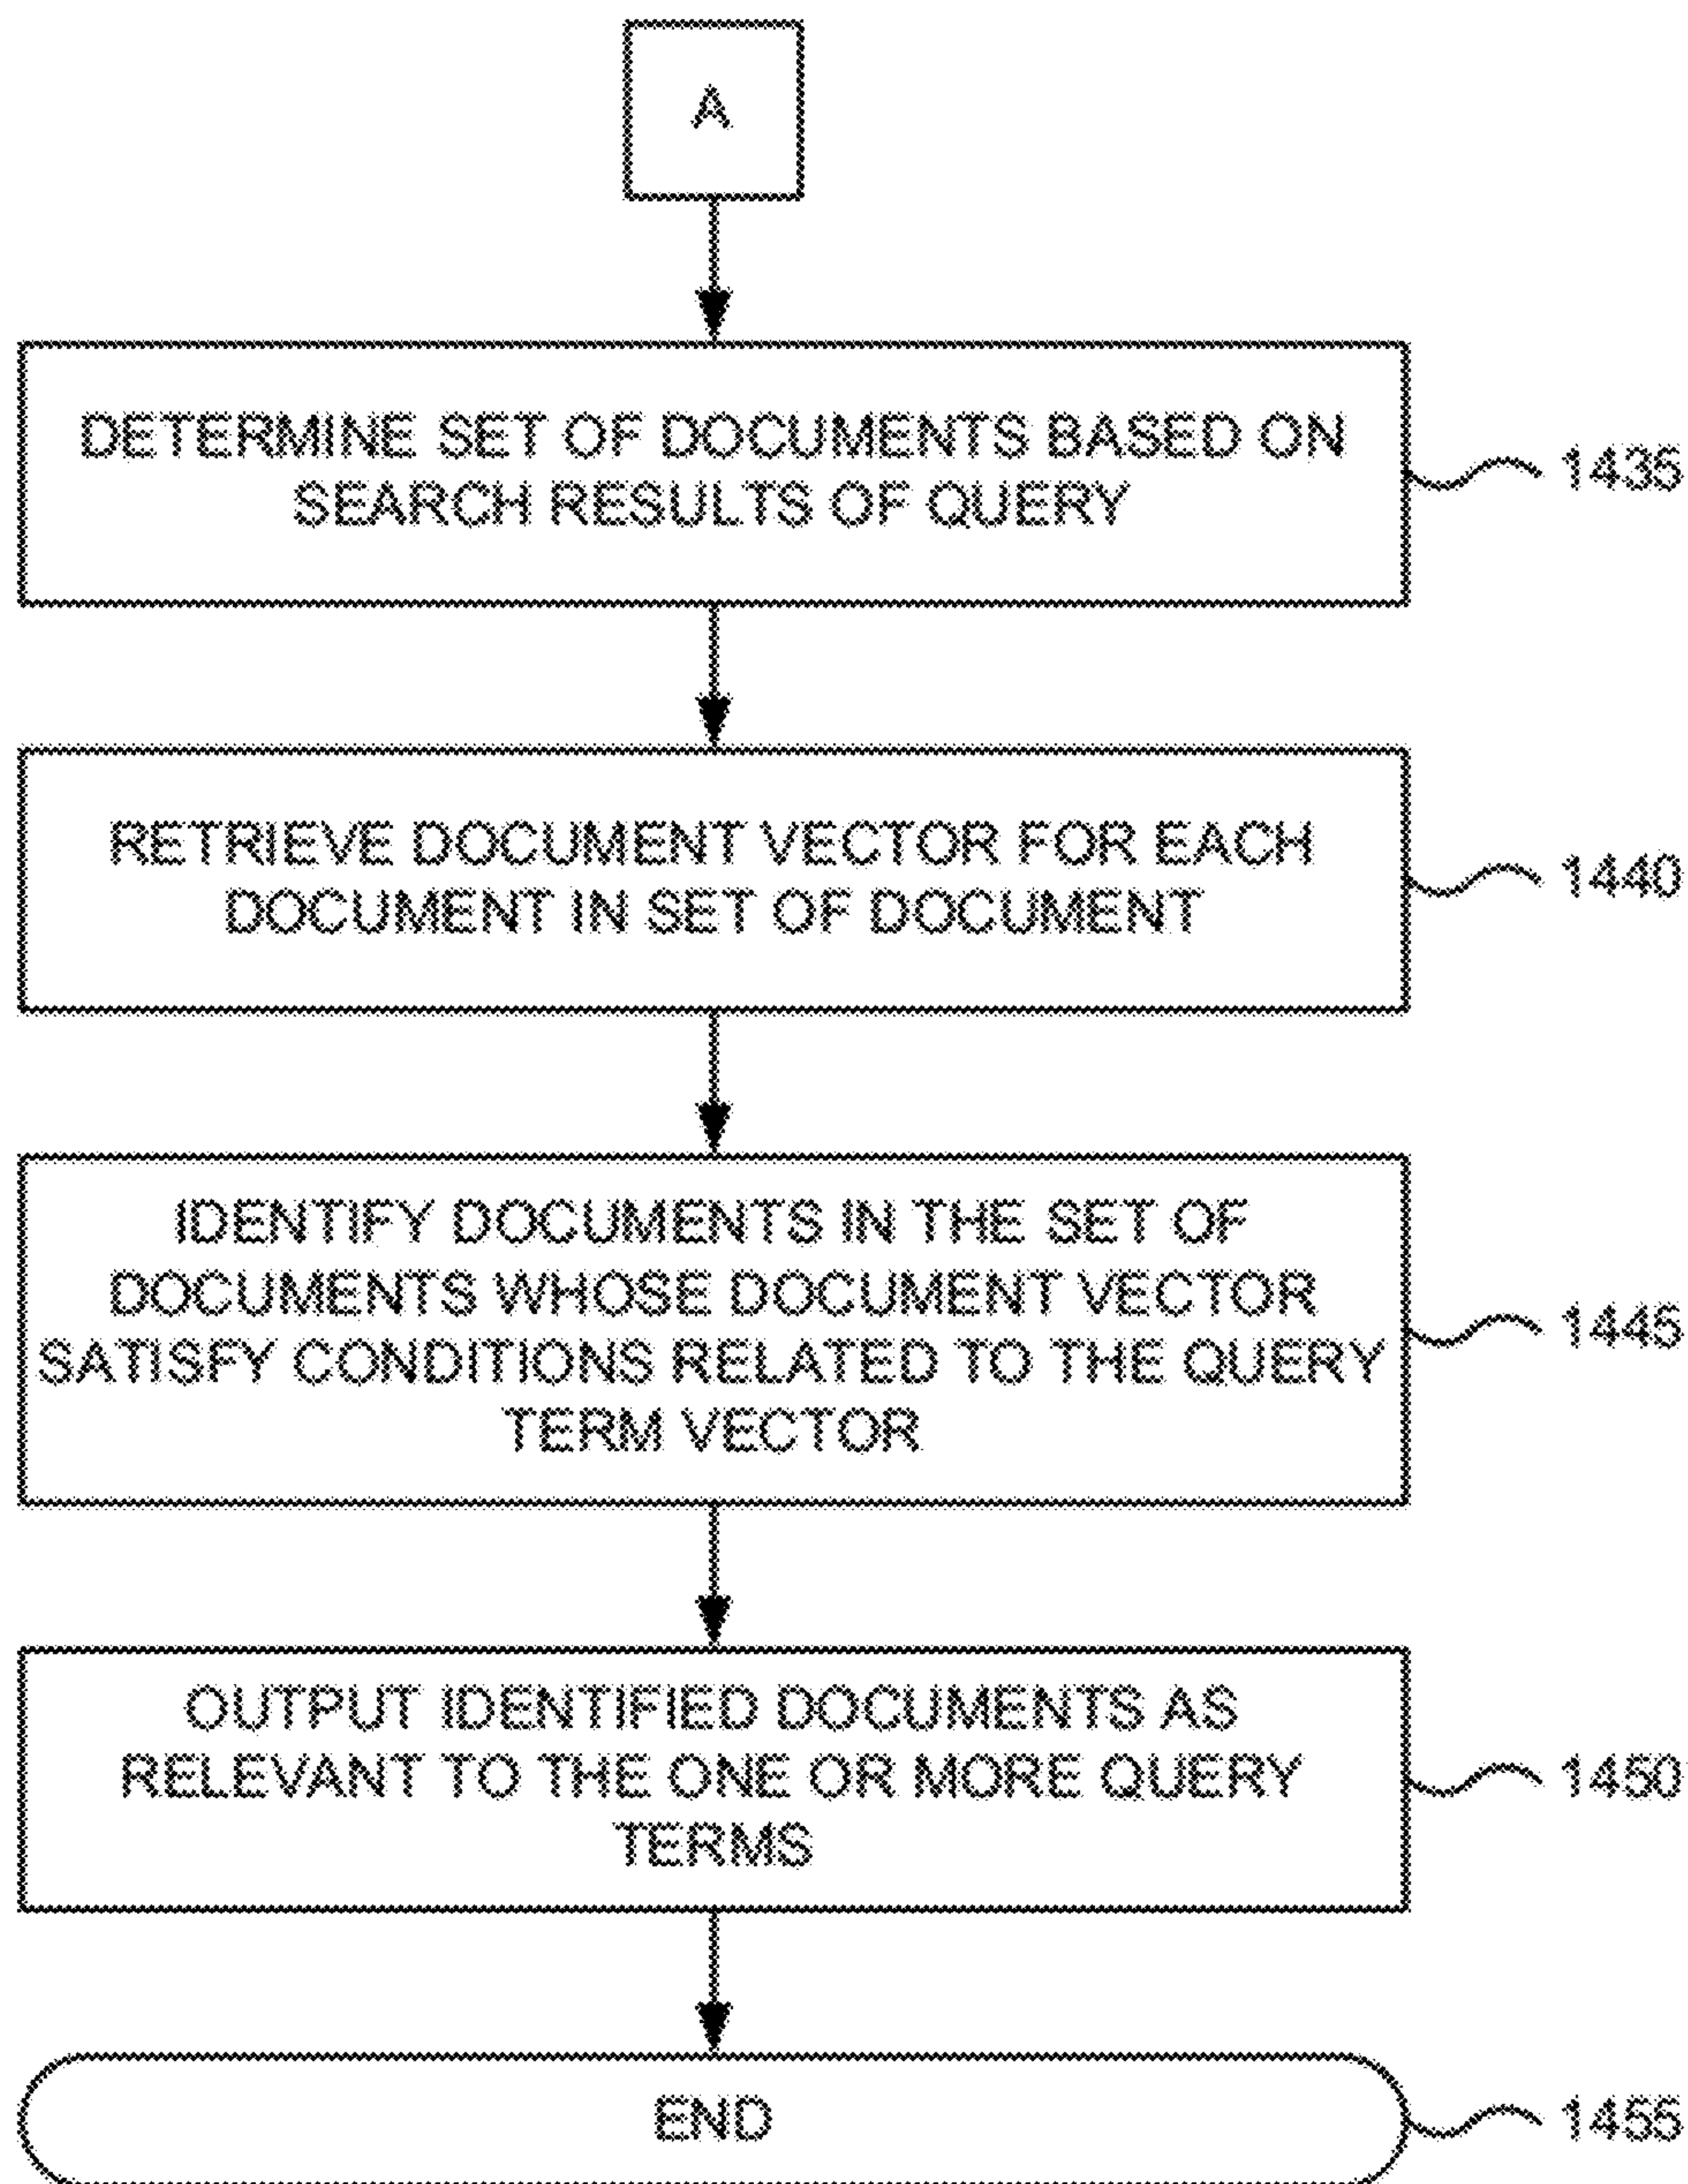 A
DETERMINE SET OF DOCUMENTS BASED ON
SEARCH RESULTS OF QUERY
1435
RETRIEVE DOCUMENT VECTOR FOR EACH
DOCUMENT IN SET OF DOCUMENT
1440
IDENTIFY DOCUMENTS IN THE SET OF
DOCUMENTS WHOSE DOCUMENT VECTOR
SATISFY CONDITIONS RELATED TO THE QUERY
TERM VECTOR
1445
OUTPUT IDENTIFIED DOCUMENTS AS
RELEVANT TO THE ONE OR MORE QUERY
TERMS
1450
END
1455